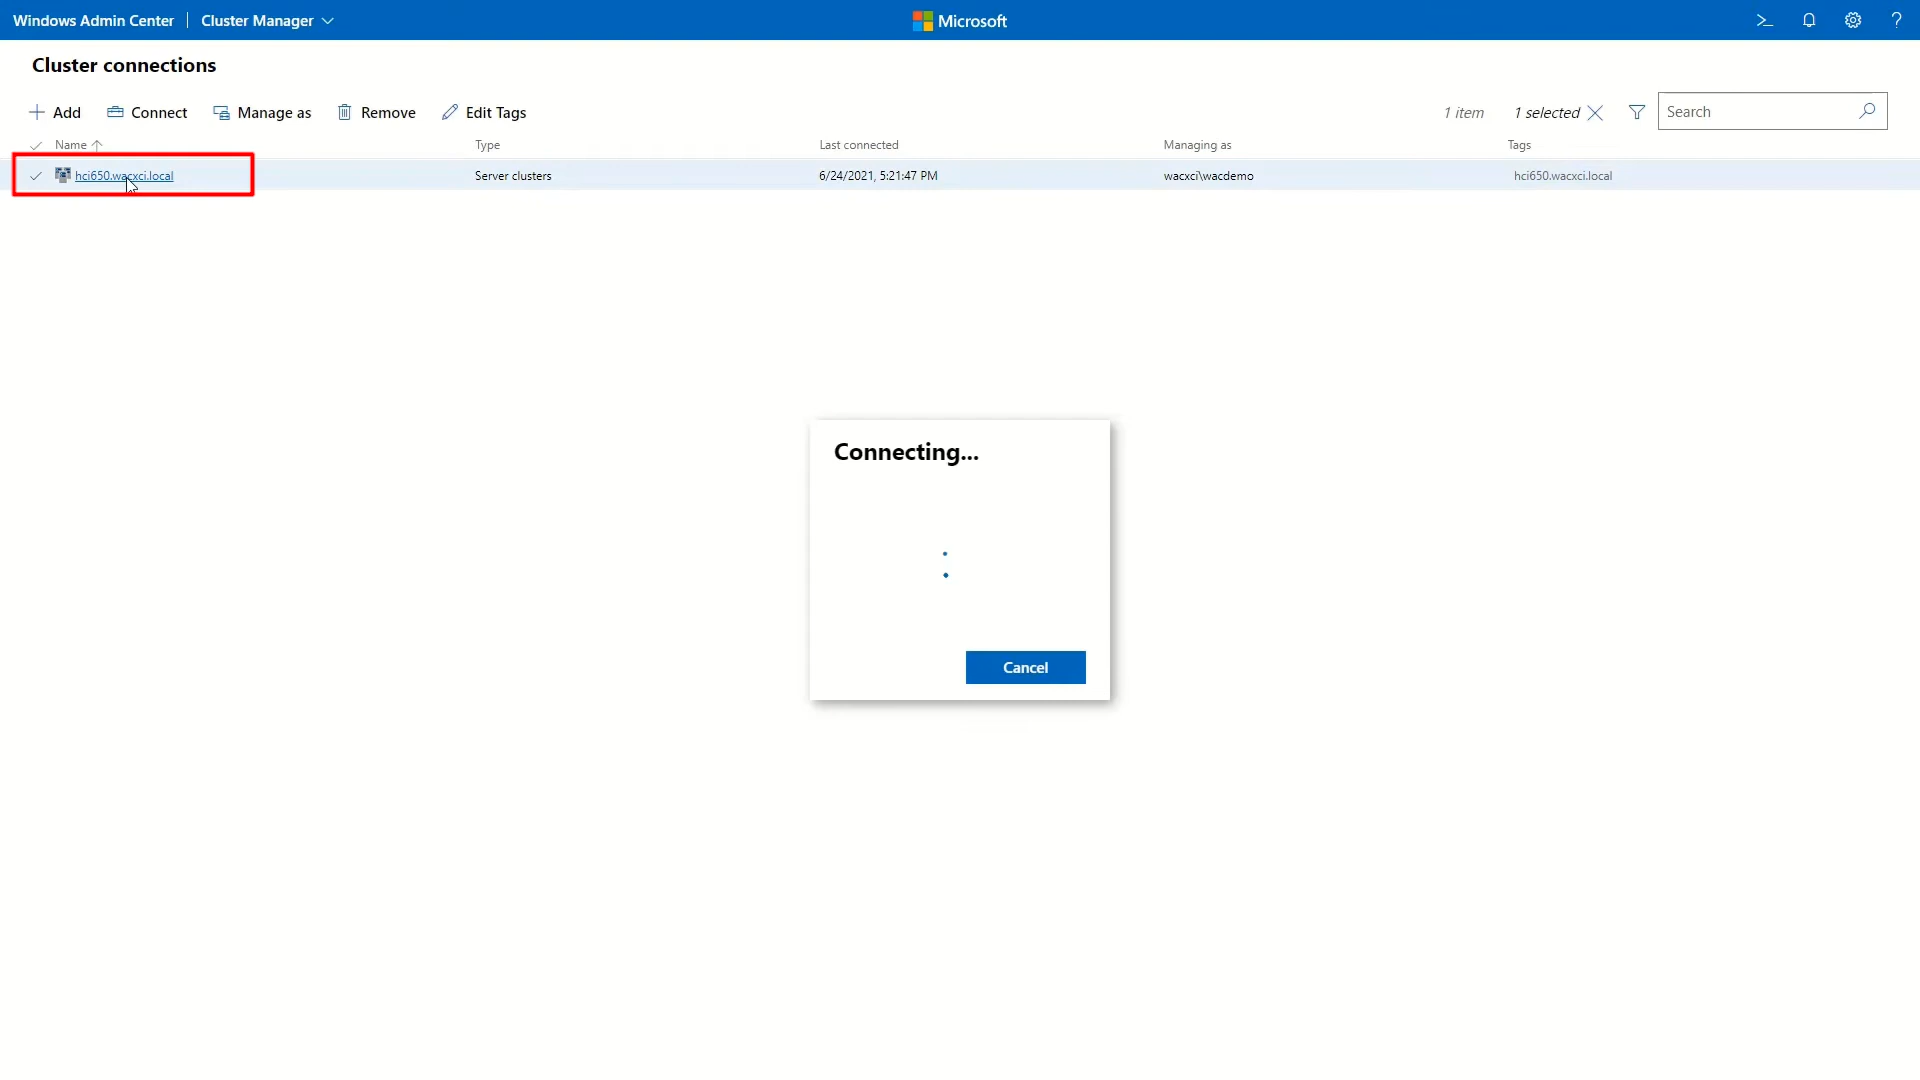 Windows Admin Center | Cluster Manager
Microsoft
?
Cluster connections
Add Connect Manage as Remove Edit Tags
1 item 1 selected Search
Name Type Last connected Managing as Tags
hci650.wacxci.local Server clusters 6/24/2021, 5:21:47 PM wacxci\wacdemo hci650.wacxci.local
Connecting...
Cancel